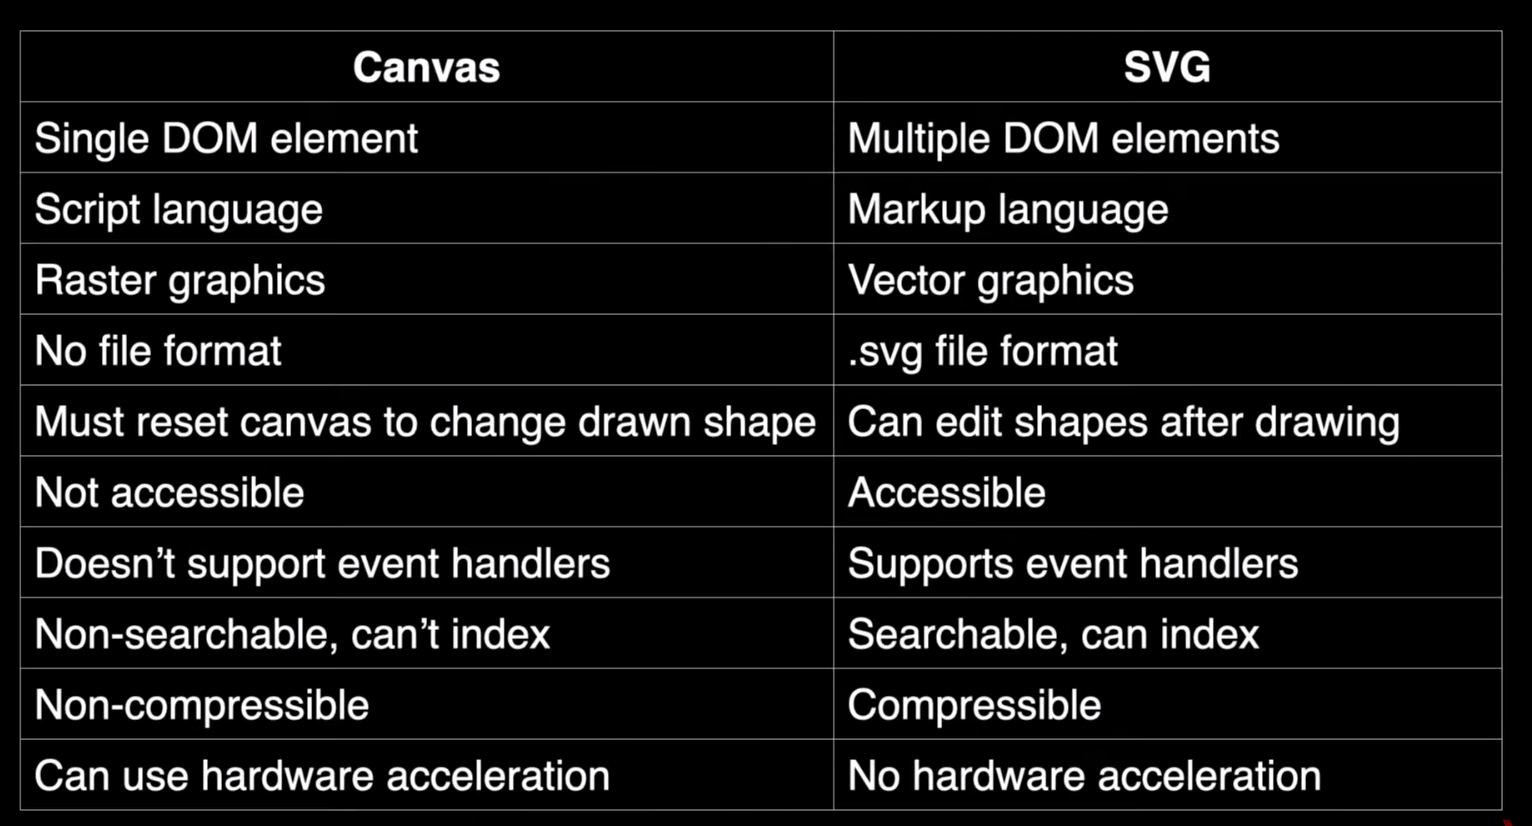 Canvas SVG
Single DOM element Multiple DOM elements
Script language Markup language
Raster graphics Vector graphics
No file format .svg file format
Must reset canvas to change drawn shape Can edit shapes after drawing
Not accessible Accessible
Doesn’t support event handlers Supports event handlers
Non-searchable, can’t index Searchable, can index
Non-compressible Compressible
Can use hardware acceleration No hardware acceleration